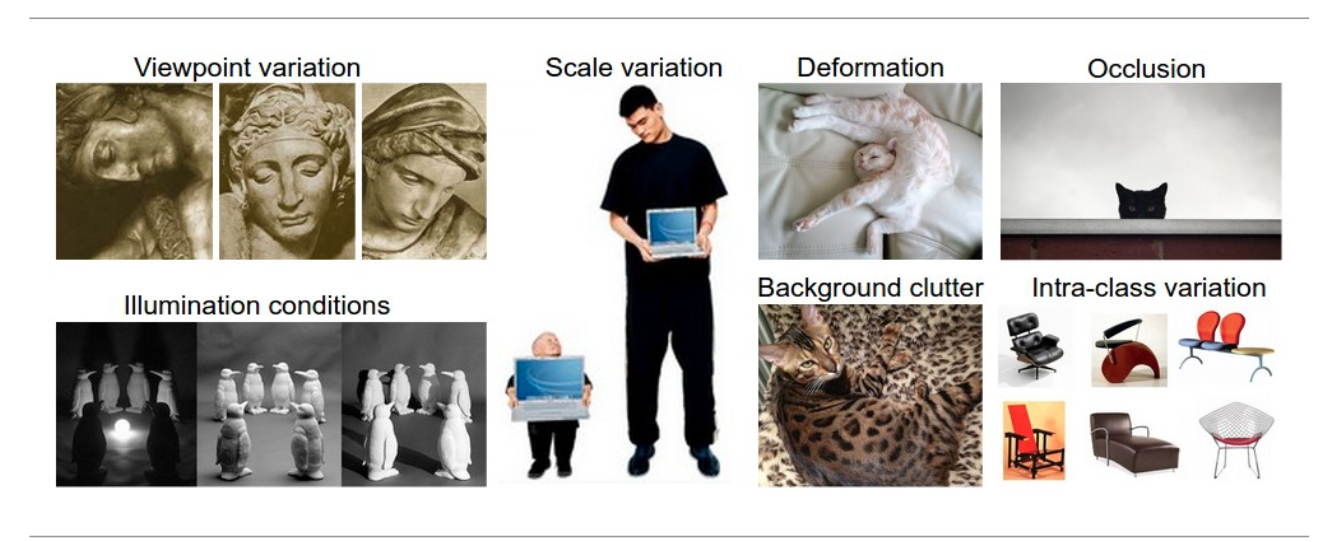 Viewpoint variation
Scale variation
Deformation
Occlusion
Illumination conditions
Background clutter
Intra-class variation